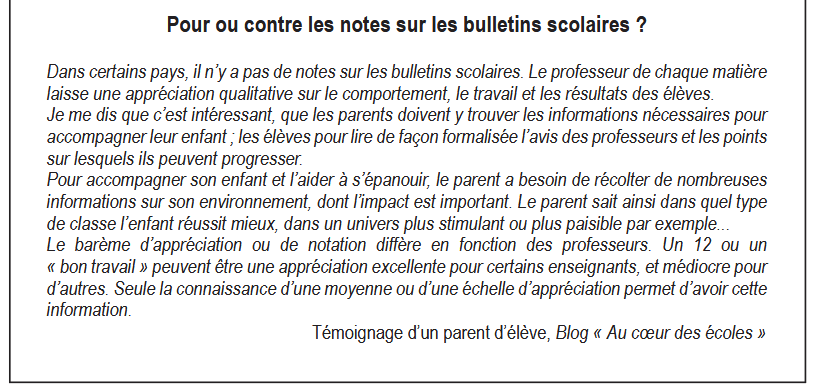 Pour ou contre les notes sur les bulletins scolaires ?
Dans certains pays, il n’y a pas de notes sur les bulletins scolaires. Le professeur de chaque matière
laisse une appréciation qualitative sur le comportement, le travail et les résultats des élèves.
Je me dis que c’est intéressant, que les parents doivent y trouver les informations nécessaires pour
accompagner leur enfant ; les élèves pour lire de façon formalisée l’avis des professeurs et les points
sur lesquels ils peuvent progresser.
Pour accompagner son enfant et l’aider à s’épanouir, le parent a besoin de récolter de nombreuses
informations sur son environnement, dont l’impact est important. Le parent sait ainsi dans quel type
de classe l’enfant réussit mieux, dans un univers plus stimulant ou plus paisible par exemple...
Le barème d’appréciation ou de notation diffère en fonction des professeurs. Un 12 ou un
« bon travail » peuvent être une appréciation excellente pour certains enseignants, et médiocre pour
d’autres. Seule la connaissance d’une moyenne ou d’une échelle d’appréciation permet d’avoir cette
information.
Témoignage d’un parent d’élève, Blog « Au cœur des écoles »